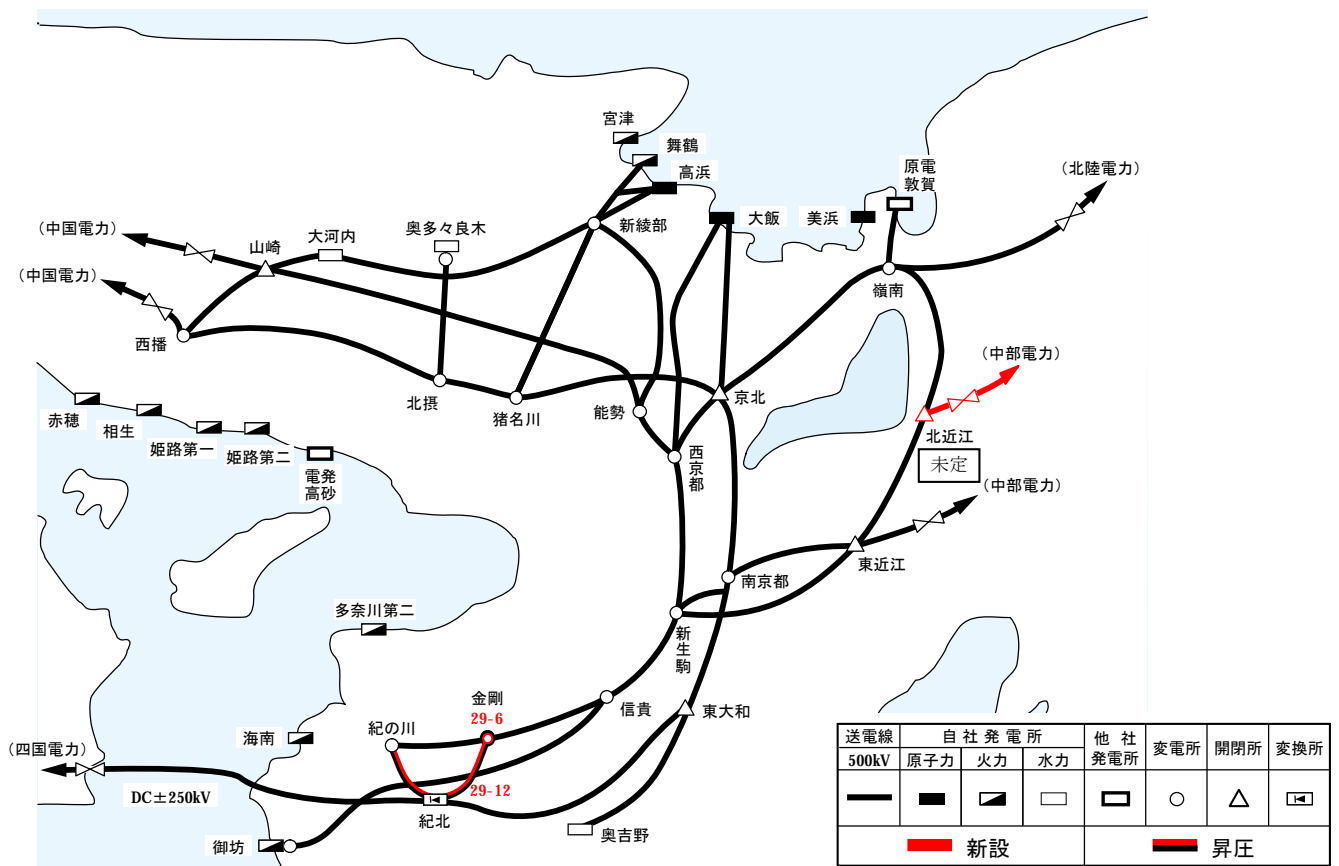 宮津
舞鶴
高浜
大飯
美浜
原電
敦賀
(北陸電力)
(中国電力)
山崎
大河内
奥多々良木
新綾部
(中国電力)
嶺南
西播
(中部電力)
北摂
猪名川
能勢
京北
北近江
未定
赤穂
相生
姫路第一
姫路第二
電発
高砂
西京都
(中部電力)
東近江
南京都
多奈川第二
新生駒
金剛
29-6
紀の川
信貴
東大和
海南
(四国電力)
DC±250kV
29-12
紀北
御坊
奥吉野
送電線
500kV
自社発電所
原子力
火力
水力
他社
発電所
変電所
開閉所
変換所
新設
昇圧